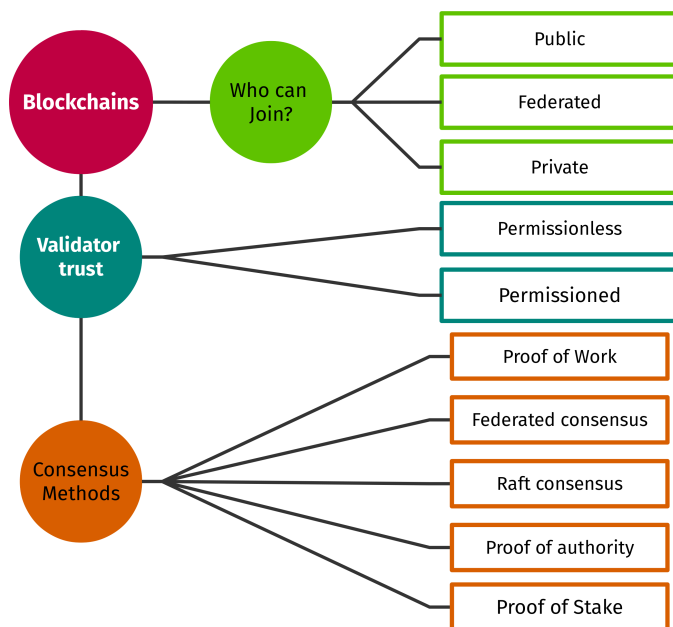 Blockchains
Who can
Join?
Public
Federated
Private
Validator
trust
Permissionless
Permissioned
Consensus
Methods
Proof of Work
Federated consensus
Raft consensus
Proof of authority
Proof of Stake